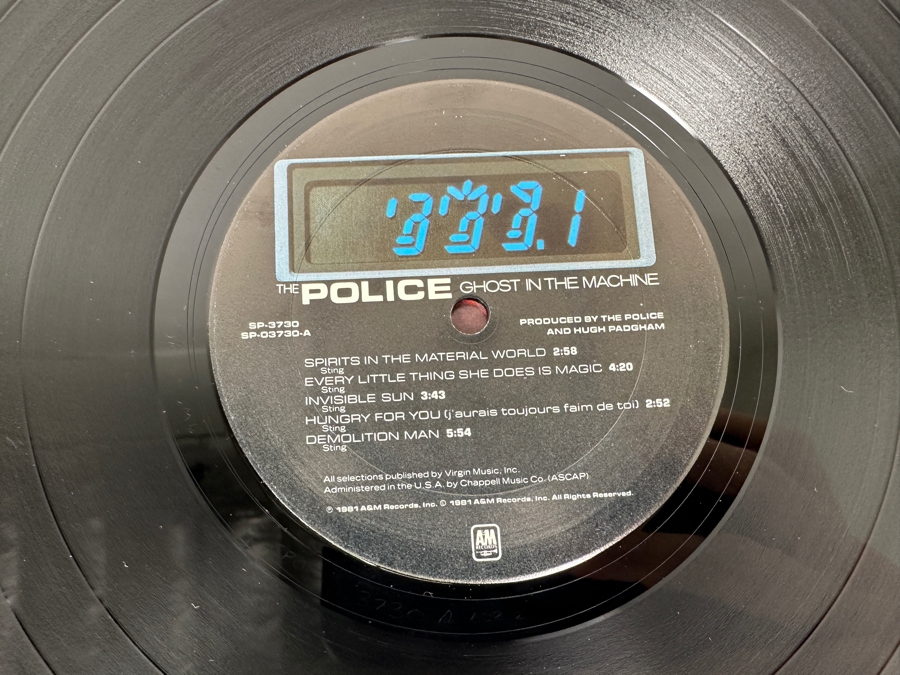 THE POLICE GHOST IN THE MACHINE
SP-3730
SP-03730-A
PRODUCED BY THE POLICE
AND HUGH PADGHAM
SPIRITS IN THE MATERIAL WORLD 2:58
Sting
EVERY LITTLE THING SHE DOES IS MAGIC 4:20
Sting
INVISIBLE SUN 3:43
Sting
HUNGRY FOR YOU (j'aurais toujours faim de toi) 2:52
Sting
DEMOLITION MAN 5:54
Sting
All selections published by Virgin Music, Inc.
Administered in the U.S.A. by Chappell Music Co. (ASCAP)
℗ 1981 A&M Records, Inc. © 1981 A&M Records, Inc. All Rights Reserved.
A&M
RECORDS